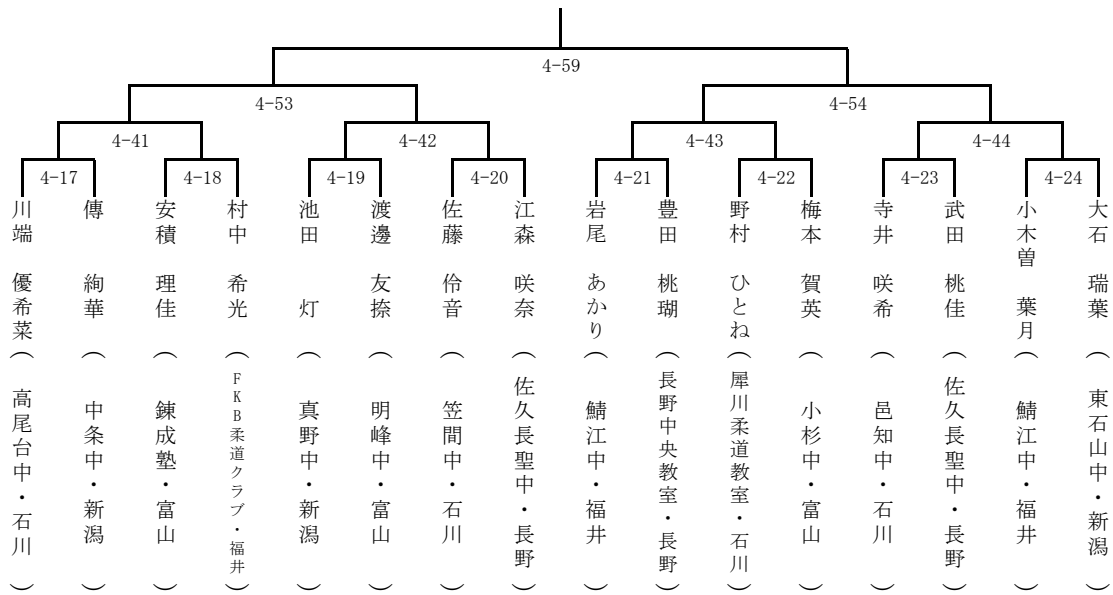 4-59
4-53
4-54
4-41
4-42
4-43
4-44
4-17
4-18
4-19
4-20
4-21
4-22
4-23
4-24
川端 優希菜(高尾台中・石川)
傳 絢華(中条中・新潟)
安積 理佳(錬成塾・富山)
村中 希光(FKB柔道クラブ・福井)
池田 灯(真野中・新潟)
渡邊 友捺(明峰中・富山)
佐藤 伶音(笠間中・石川)
江森 咲奈(佐久長聖中・長野)
岩尾 あかり(鯖江中・福井)
豊田 桃瑚(長野中央教室・長野)
野村 ひとね(犀川柔道教室・石川)
梅本 賀英(小杉中・富山)
寺井 咲希(邑知中・石川)
武田 桃佳(佐久長聖中・長野)
小木曽 葉月(鯖江中・福井)
大石 瑞葉(東石山中・新潟)